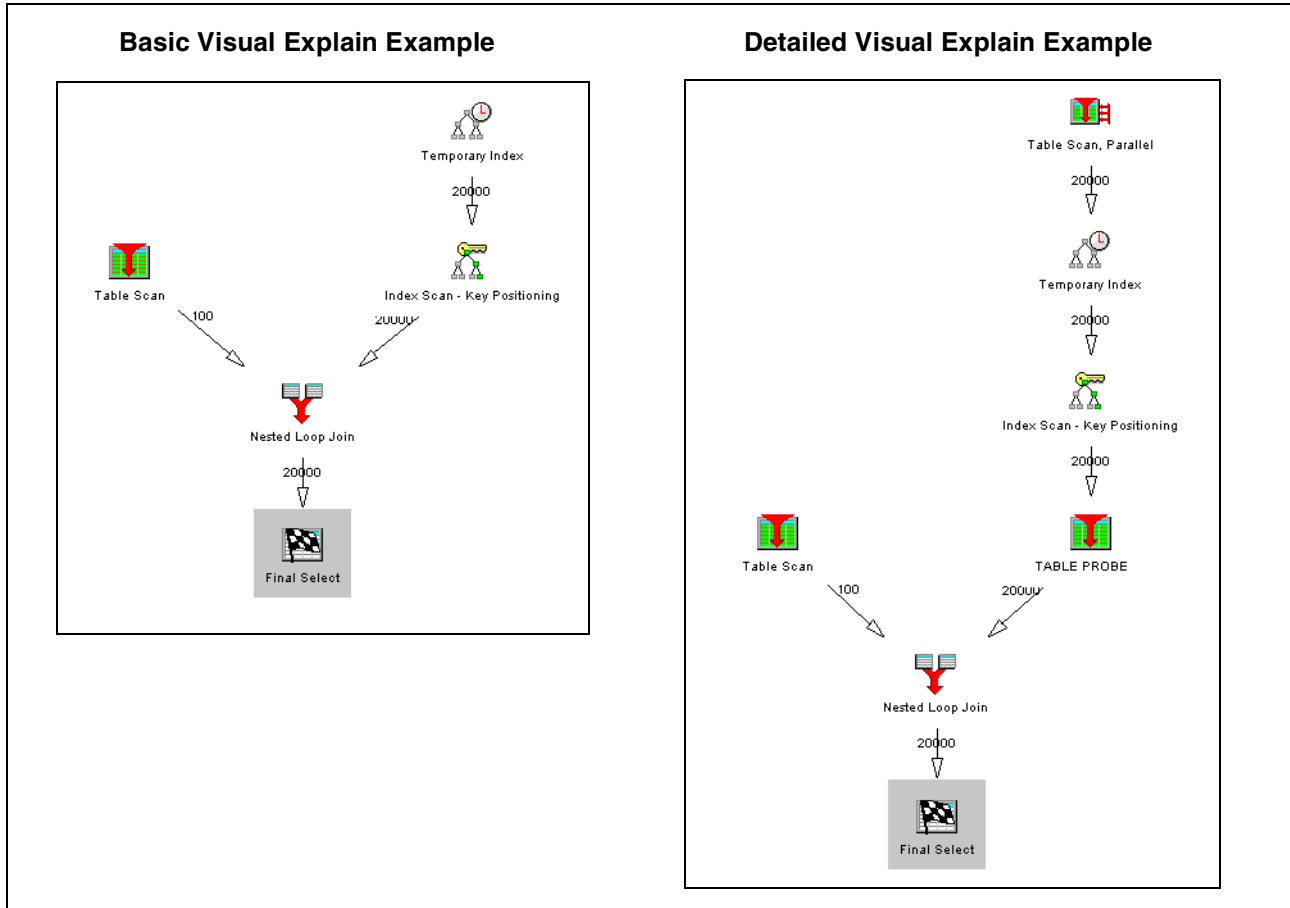 Basic Visual Explain Example
Temporary Index
20000
Table Scan
Index Scan - Key Positioning
100
20000
Nested Loop Join
20000
Final Select
Detailed Visual Explain Example
Table Scan, Parallel
20000
Temporary Index
20000
Index Scan - Key Positioning
20000
Table Scan
TABLE PROBE
100
20000
Nested Loop Join
20000
Final Select